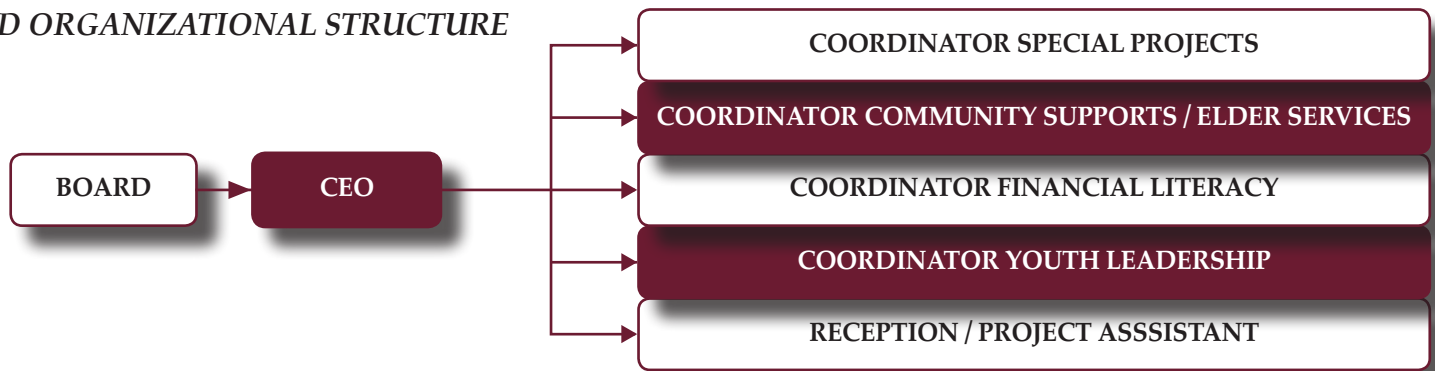 D ORGANIZATIONAL STRUCTURE
COORDINATOR SPECIAL PROJECTS
COORDINATOR COMMUNITY SUPPORTS / ELDER SERVICES
BOARD
CEO
COORDINATOR FINANCIAL LITERACY
COORDINATOR YOUTH LEADERSHIP
RECEPTION / PROJECT ASSSISTANT